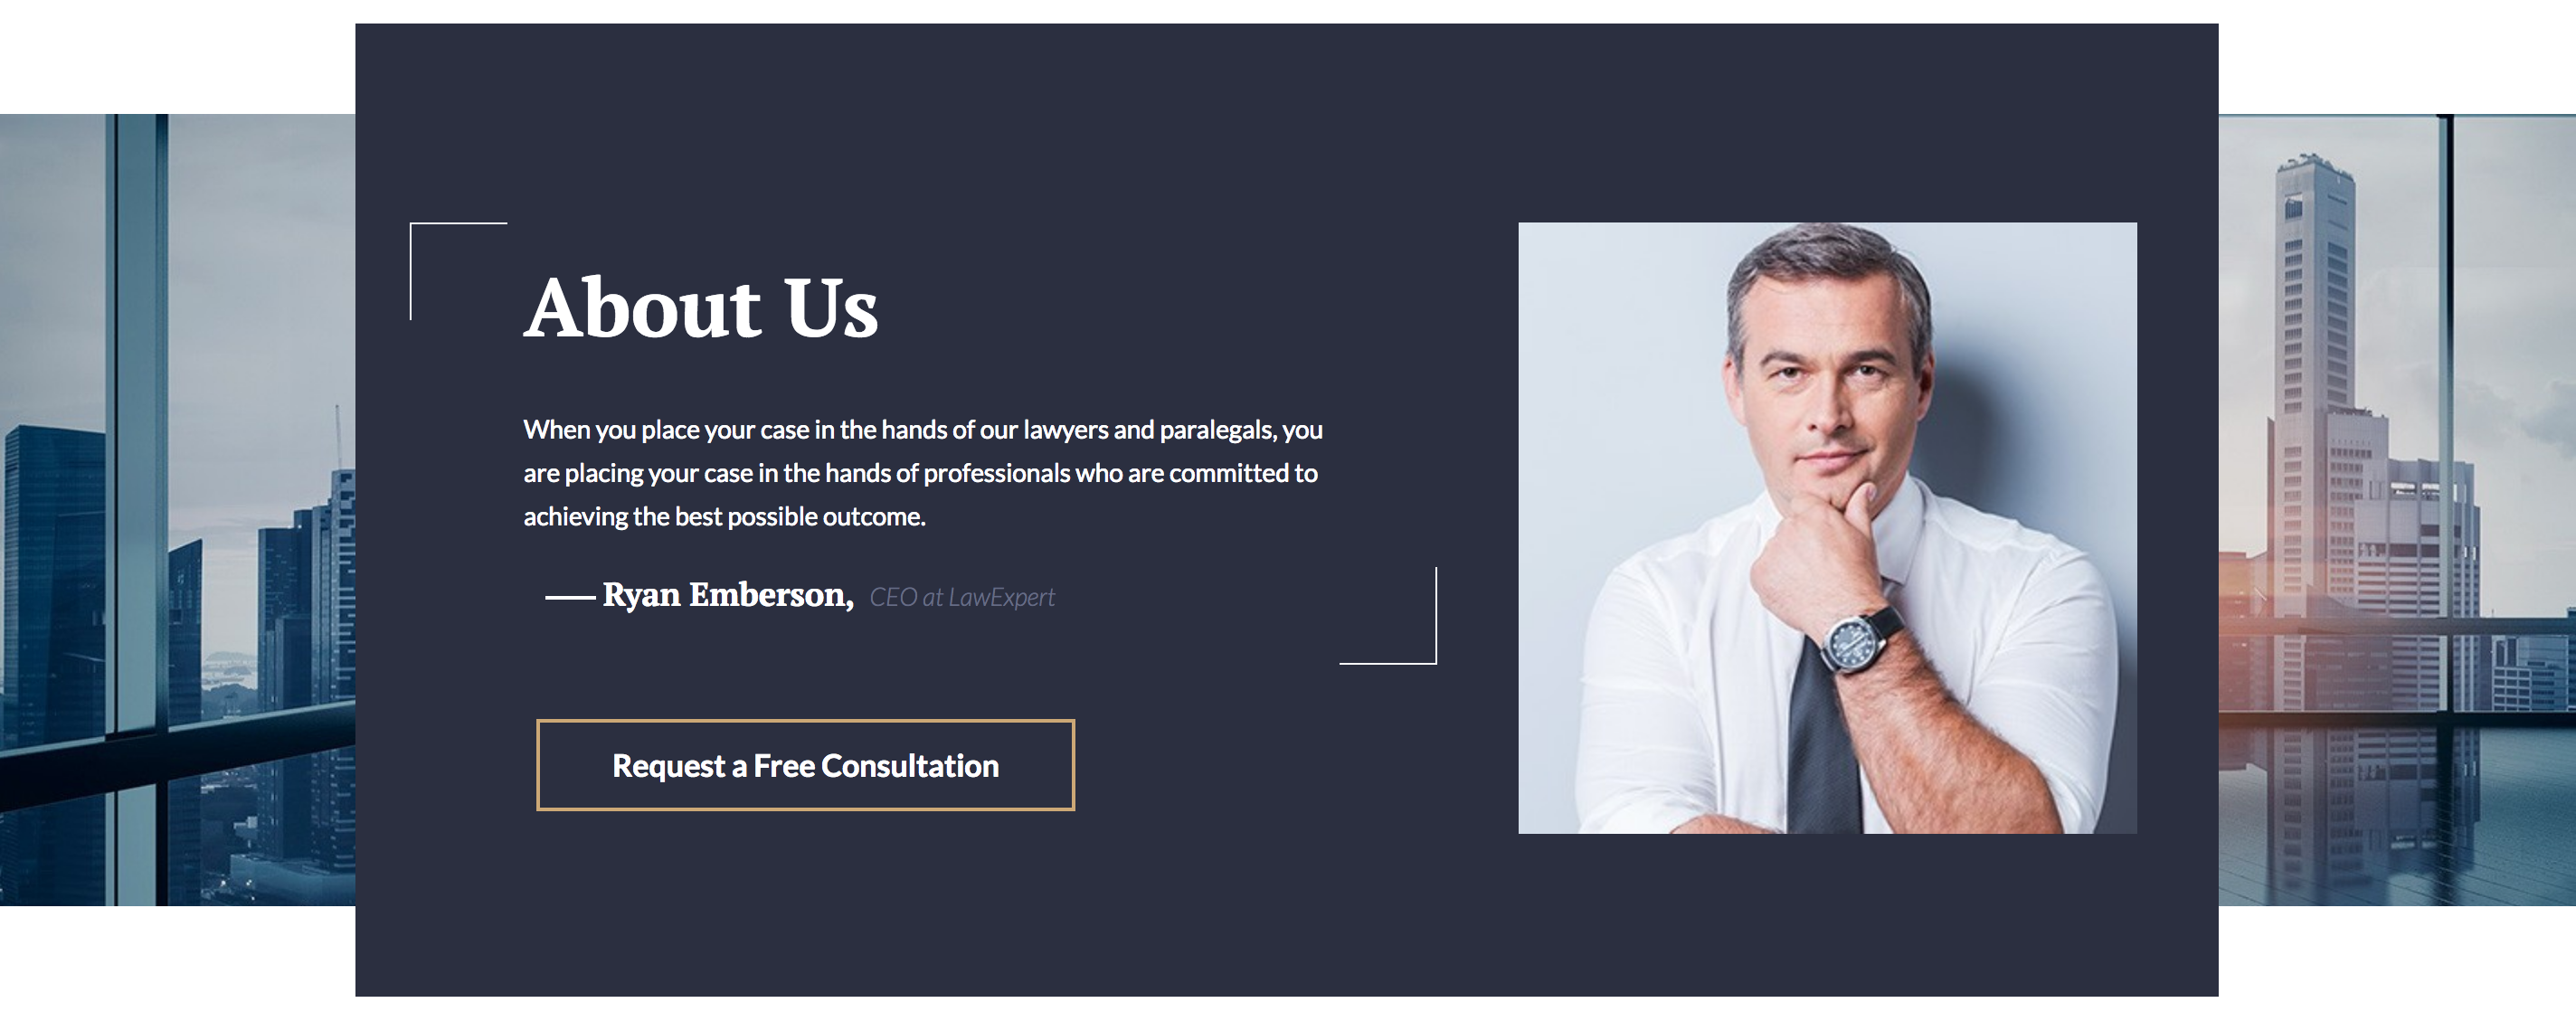 About Us
When you place your case in the hands of our lawyers and paralegals, you
are placing your case in the hands of professionals who are committed to
achieving the best possible outcome.
Ryan Emberson, CEO at LawExpert
Request a Free Consultation